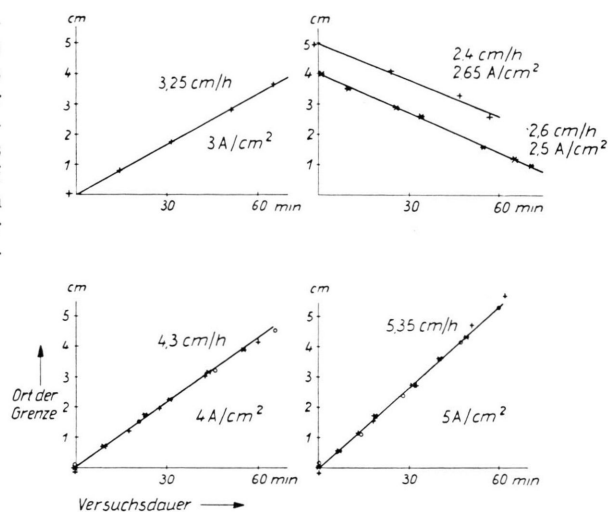 cm
5
4
3
2
1
3,25 cm/h
3 A/cm²
30
60 min
cm
5
4
3
2
1
2.4 cm/h
2.65 A/cm²
2,6 cm/h
2,5 A/cm²
30
60 min
cm
5
4
3
2
1
4,3 cm/h
4 A/cm²
30
60 min
cm
5
4
3
2
1
5,35 cm/h
5 A/cm²
30
60 min
Ort der
Grenze
Versuchsdauer